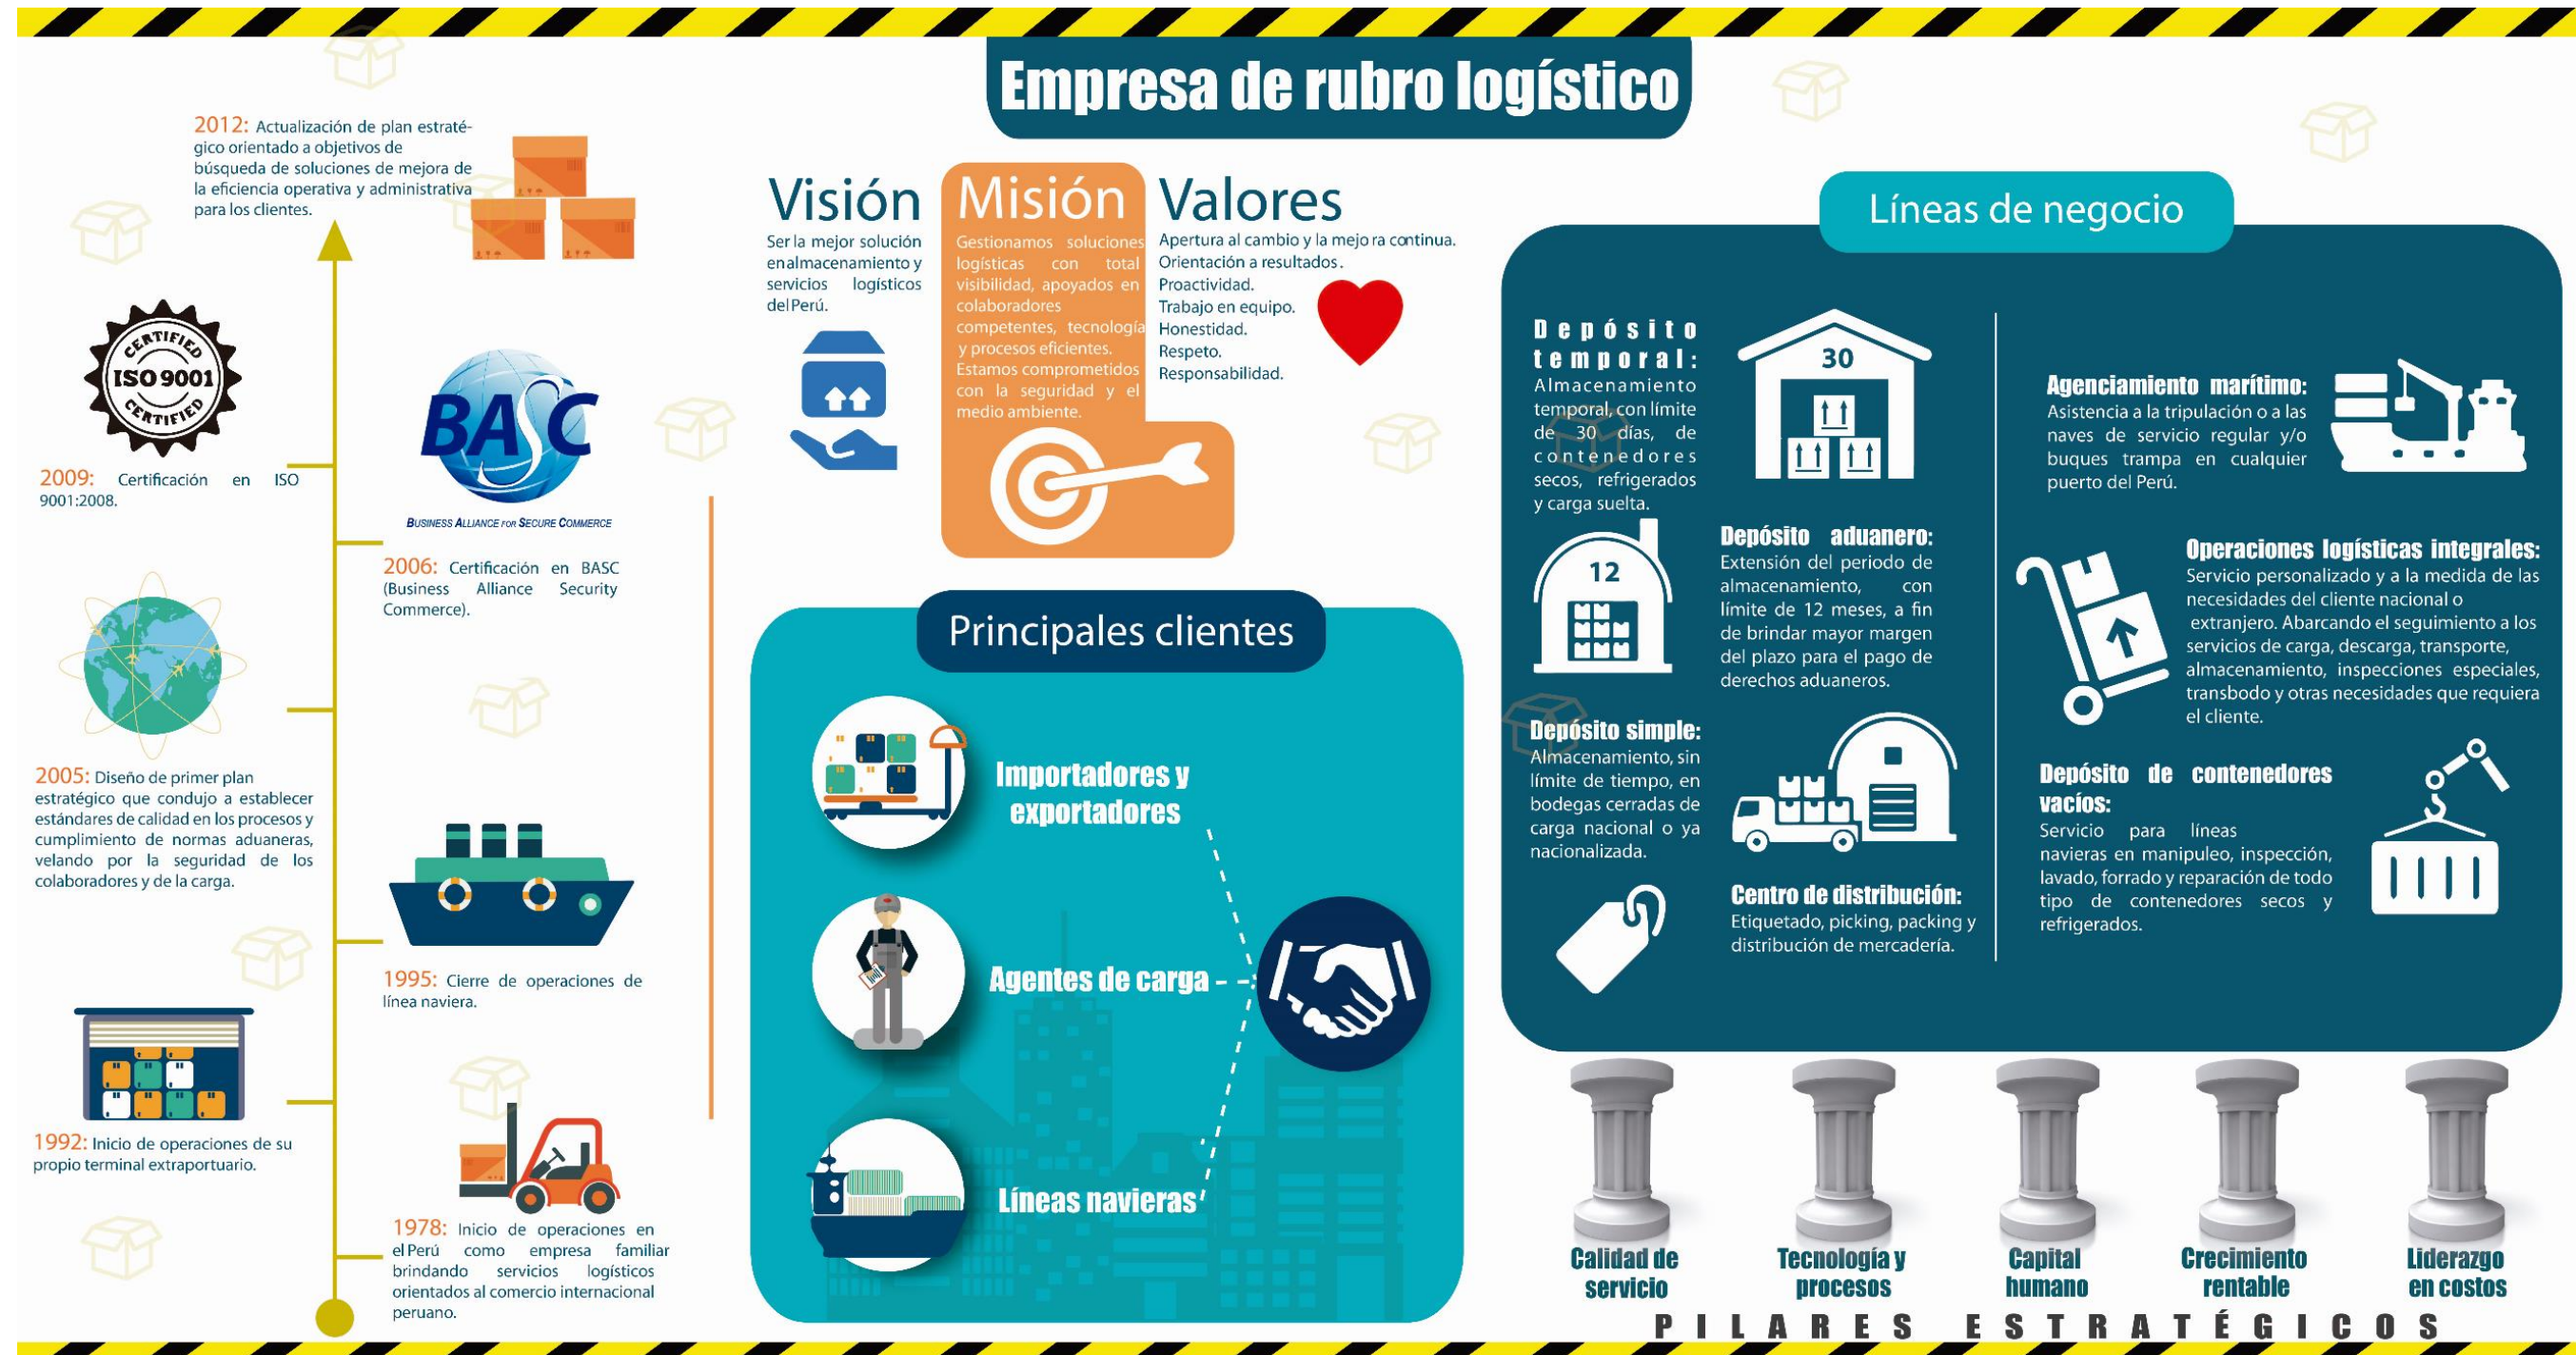 Empresa de rubro logístico
2012: Actualización de plan estraté-
gico orientado a objetivos de
búsqueda de soluciones de mejora de
la eficiencia operativa y administrativa
para los clientes.
CERTIFIED
ISO 9001
CERTIFIED
2009: Certificación en ISO
9001:2008.
BASC
BUSINESS ALLIANCE FOR SECURE COMMERCE
2006: Certificación en BASC
(Business Alliance Security
Commerce).
2005: Diseño de primer plan
estratégico que condujo a establecer
estándares de calidad en los procesos y
cumplimiento de normas aduaneras,
velando por la seguridad de los
colaboradores y de la carga.
1995: Cierre de operaciones de
línea naviera.
1992: Inicio de operaciones de su
propio terminal extraportuario.
1978: Inicio de operaciones en
el Perú como empresa familiar
brindando servicios logísticos
orientados al comercio internacional
peruano.
Visión
Ser la mejor solución
enalmacenamiento y
servicios logísticos
delPerú.
Misión
Gestionamos soluciones
logísticas con total
visibilidad, apoyados en
colaboradores
competentes, tecnología
y procesos eficientes.
Estamos comprometidos
con la seguridad y el
medio ambiente.
Valores
Apertura al cambio y la mejo ra continua.
Orientación a resultados.
Proactividad.
Trabajo en equipo.
Honestidad.
Respeto.
Responsabilidad.
Principales clientes
Importadores y
exportadores
Agentes de carga
Líneas navieras
Líneas de negocio
Depósito
temporal:
Almacenamiento
temporal, con límite
de 30 días, de
contenedores
secos, refrigerados
y carga suelta.
30
12
Depósito aduanero:
Extensión del periodo de
almacenamiento, con
límite de 12 meses, a fin
de brindar mayor margen
del plazo para el pago de
derechos aduaneros.
Depósito simple:
Almacenamiento, sin
límite de tiempo, en
bodegas cerradas de
carga nacional o ya
nacionalizada.
Centro de distribución:
Etiquetado, picking, packing y
distribución de mercadería.
Agenciamiento marítimo:
Asistencia a la tripulación o a las
naves de servicio regular y/o
buques trampa en cualquier
puerto del Perú.
Operaciones logísticas integrales:
Servicio personalizado y a la medida de las
necesidades del cliente nacional o
extranjero. Abarcando el seguimiento a los
servicios de carga, descarga, transporte,
almacenamiento, inspecciones especiales,
transbodo y otras necesidades que requiera
el cliente.
Depósito de contenedores
vacíos:
Servicio para líneas
navieras en manipuleo, inspección,
lavado, forrado y reparación de todo
tipo de contenedores secos y
refrigerados.
Calidad de
servicio
Tecnología y
procesos
Capital
humano
Crecimiento
rentable
Liderazgo
en costos
PILARES ESTRATÉGICOS